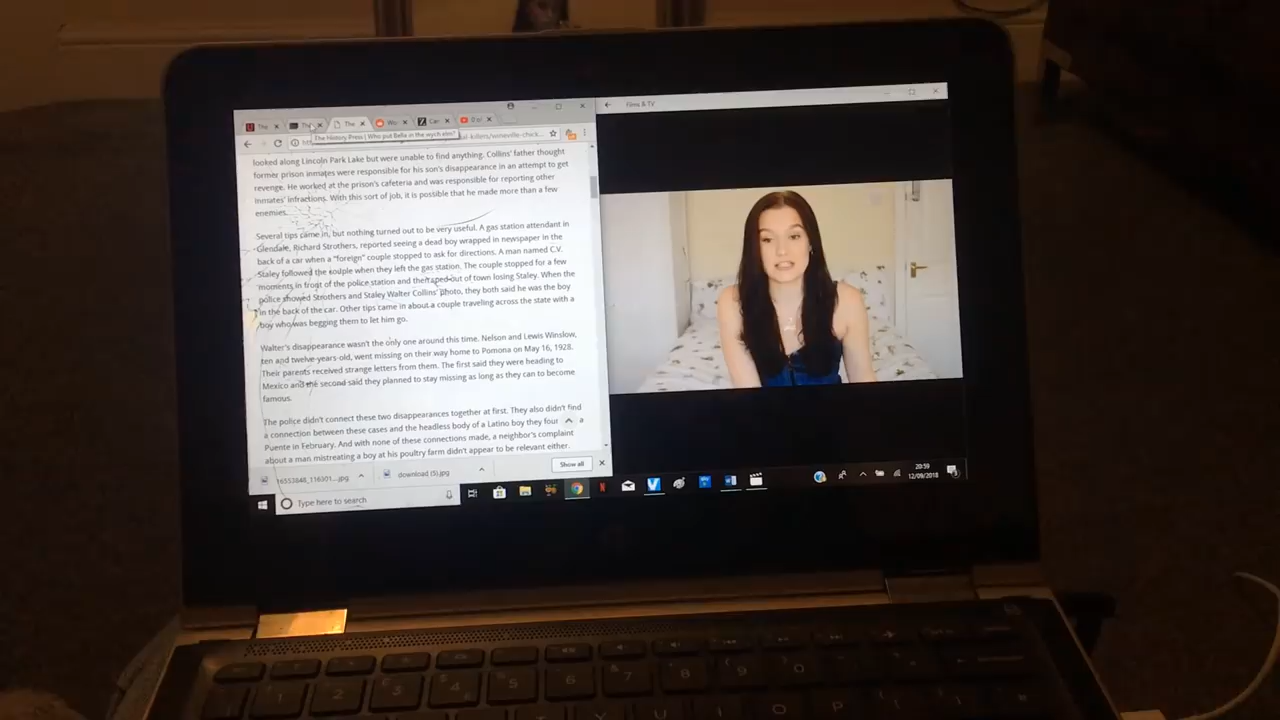 Films & TV
The
The
The
Wo
Car
The History Press | Who put Bella in the wych elm?
al-killers/wineville-chick...
looked along Lincoln Park Lake but were unable to find anything. Collins' father thought
former prison inmates were responsible for his son's disappearance in an attempt to get
revenge. He worked at the prison's cafeteria and was responsible for reporting other
inmates' infractions. With this sort of job, it is possible that he made more than a few
enemies.
Several tips came in, but nothing turned out to be very useful. A gas station attendant in
Glendale, Richard Strothers, reported seeing a dead boy wrapped in newspaper in the
back of a car when a "foreign" couple stopped to ask for directions. A man named C.V.
Staley followed the couple when they left the gas station. The couple stopped for a few
moments in front of the police station and then out of town losing Staley. When the
police showed Strothers and Staley Walter Collins' photo, they both said he was the boy
in the back of the car. Other tips came in about a couple traveling across the state with a
boy who was begging them to let him go.
Walter's disappearance wasn't the only one around this time. Nelson and Lewis Winslow,
ten and twelve-years-old, went missing on their way home to Pomona on May 16, 1928.
Their parents received strange letters from them. The first said they were heading to
Mexico and the second said they planned to stay missing as long as they can to become
famous.
The police didn't connect these two disappearances together at first. They also didn't find
a connection between these cases and the headless body of a Latino boy they four a
Puente in February. And with none of these connections made, a neighbor's complaint
about a man mistreating a boy at his poultry farm didn't appear to be relevant either.
16553848_116301....jpg
download (5).jpg
Show all
Type here to search
20:59
12/09/2018